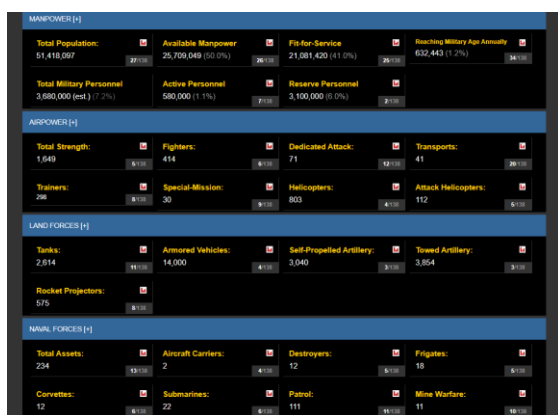 MANPOWER [+]
Total Population: Available Manpower Fit-for-Service Reaching Military Age Annually
51,418,097 25,709,049 (50.0%) 21,081,420 (41.0%) 632,443 (1.2%)
27/138 26/138 25/138 34/138
Total Military Personnel Active Personnel Reserve Personnel
3,680,000 (est.) (7.2%) 580,000 (1.1%) 3,100,000 (6.0%)
7/138 2/138
AIRPOWER [+]
Total Strength: Fighters: Dedicated Attack: Transports:
1,649 414 71 41
5/138 6/138 12/138 20/138
Trainers: Special-Mission: Helicopters: Attack Helicopters:
298 30 803 112
8/138 9/138 4/138 5/138
LAND FORCES [+]
Tanks: Armored Vehicles: Self-Propelled Artillery: Towed Artillery:
2,614 14,000 3,040 3,854
11/138 4/138 3/138 3/138
Rocket Projectors:
575
8/138
NAVAL FORCES [+]
Total Assets: Aircraft Carriers: Destroyers: Frigates:
234 2 12 18
13/138 4/138 5/138 5/138
Corvettes: Submarines: Patrol: Mine Warfare:
12 22 111 11
6/138 6/138 11/138 10/138